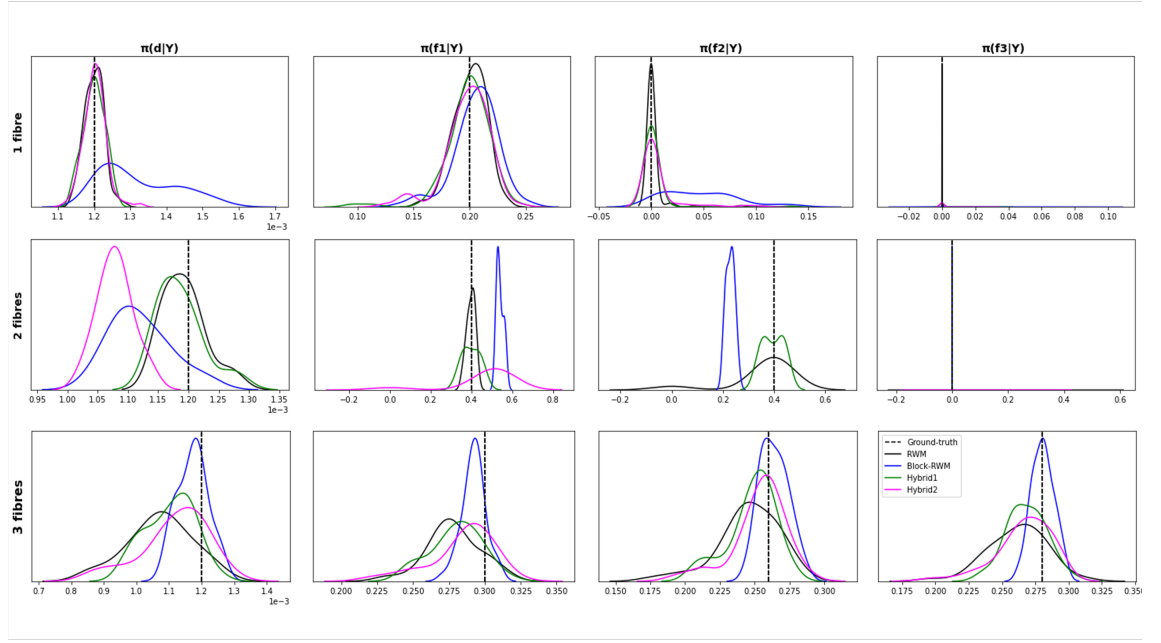 π(d|Y) π(f1|Y) π(f2|Y) π(f3|Y)
1 fibre
1.1 1.2 1.3 1.4 1.5 1.6 1.7
1e−3
0.10 0.15 0.20 0.25
−0.05 0.00 0.05 0.10 0.15
−0.02 0.00 0.02 0.04 0.06 0.08 0.10
2 fibres
0.95 1.00 1.05 1.10 1.15 1.20 1.25 1.30 1.35
1e−3
−0.2 0.0 0.2 0.4 0.6 0.8
−0.2 0.0 0.2 0.4 0.6
−0.2 0.0 0.2 0.4 0.6
3 fibres
0.7 0.8 0.9 1.0 1.1 1.2 1.3 1.4
1e−3
0.200 0.225 0.250 0.275 0.300 0.325 0.350
0.150 0.175 0.200 0.225 0.250 0.275 0.300
Ground-truth
RWM
Block-RWM
Hybrid1
Hybrid2
0.175 0.200 0.225 0.250 0.275 0.300 0.325 0.350